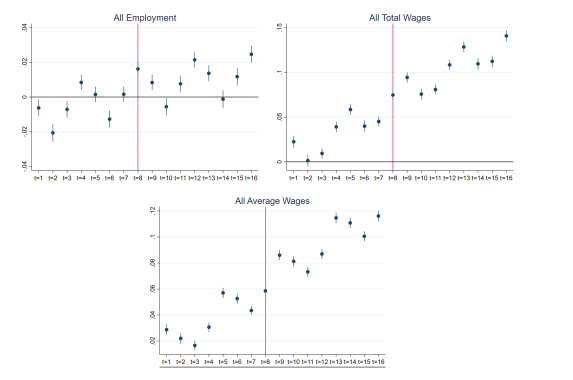 All Employment
.04
.02
0
-.02
-.04
t=1 t=2 t=3 t=4 t=5 t=6 t=7 t=8 t=9 t=10 t=11 t=12 t=13 t=14 t=15 t=16
All Total Wages
.15
.1
.05
0
t=1 t=2 t=3 t=4 t=5 t=6 t=7 t=8 t=9 t=10 t=11 t=12 t=13 t=14 t=15 t=16
All Average Wages
.12
.1
.08
.06
.04
.02
t=1 t=2 t=3 t=4 t=5 t=6 t=7 t=8 t=9 t=10 t=11 t=12 t=13 t=14 t=15 t=16